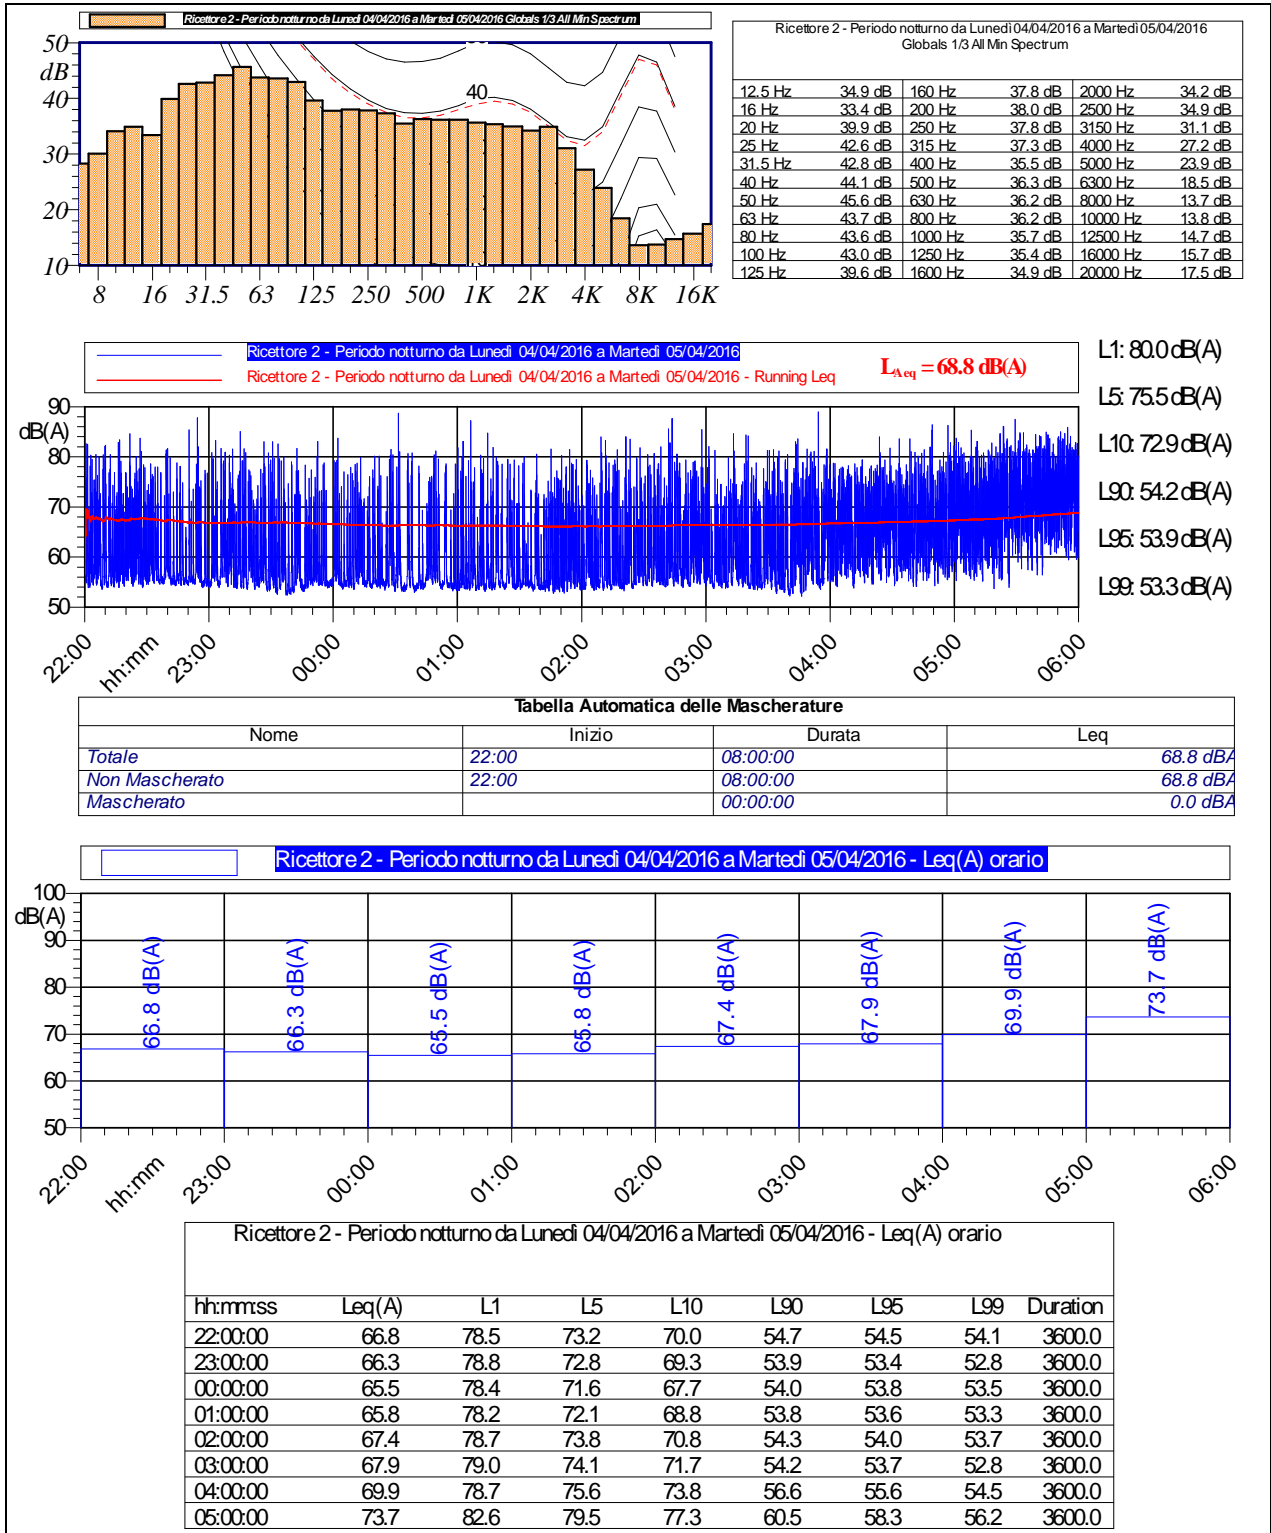 Ricettore 2 - Periodo notturno da Lunedì 04/04/2016 a Martedì 05/04/2016 Globals 1/3 All Min Spectrum
50
dB
40
30
20
10
40
8 16 31.5 63 125 250 500 1K 2K 4K 8K 16K
Ricettore 2 - Periodo notturno da Lunedì 04/04/2016 a Martedì 05/04/2016
Globals 1/3 All Min Spectrum
12.5 Hz 34.9 dB 160 Hz 37.8 dB 2000 Hz 34.2 dB
16 Hz 33.4 dB 200 Hz 38.0 dB 2500 Hz 34.9 dB
20 Hz 39.9 dB 250 Hz 37.8 dB 3150 Hz 31.1 dB
25 Hz 42.6 dB 315 Hz 37.3 dB 4000 Hz 27.2 dB
31.5 Hz 42.8 dB 400 Hz 35.5 dB 5000 Hz 23.9 dB
40 Hz 44.1 dB 500 Hz 36.3 dB 6300 Hz 18.5 dB
50 Hz 45.6 dB 630 Hz 36.2 dB 8000 Hz 13.7 dB
63 Hz 43.7 dB 800 Hz 36.2 dB 10000 Hz 13.8 dB
80 Hz 43.6 dB 1000 Hz 35.7 dB 12500 Hz 14.7 dB
100 Hz 43.0 dB 1250 Hz 35.4 dB 16000 Hz 15.7 dB
125 Hz 39.6 dB 1600 Hz 34.9 dB 20000 Hz 17.5 dB
Ricettore 2 - Periodo notturno da Lunedì 04/04/2016 a Martedì 05/04/2016
Ricettore 2 - Periodo notturno da Lunedì 04/04/2016 a Martedì 05/04/2016 - Running Leq
LAeq = 68.8 dB(A)
90
dB(A)
80
70
60
50
22:00 hh:mm 23:00 00:00 01:00 02:00 03:00 04:00 05:00 06:00
L1: 80.0 dB(A)
L5: 75.5 dB(A)
L10: 72.9 dB(A)
L90: 54.2 dB(A)
L95: 53.9 dB(A)
L99: 53.3 dB(A)
Tabella Automatica delle Mascherature
Nome Inizio Durata Leq
Totale 22:00 08:00:00 68.8 dBA
Non Mascherato 22:00 08:00:00 68.8 dBA
Mascherato 00:00:00 0.0 dBA
Ricettore 2 - Periodo notturno da Lunedì 04/04/2016 a Martedì 05/04/2016 - Leq(A) orario
100
dB(A)
90
80
70
60
50
66.8 dB(A) 66.3 dB(A) 65.5 dB(A) 65.8 dB(A) 67.4 dB(A) 67.9 dB(A) 69.9 dB(A) 73.7 dB(A)
22:00 hh:mm 23:00 00:00 01:00 02:00 03:00 04:00 05:00 06:00
Ricettore 2 - Periodo notturno da Lunedì 04/04/2016 a Martedì 05/04/2016 - Leq(A) orario
hh:mm:ss Leq(A) L1 L5 L10 L90 L95 L99 Duration
22:00:00 66.8 78.5 73.2 70.0 54.7 54.5 54.1 3600.0
23:00:00 66.3 78.8 72.8 69.3 53.9 53.4 52.8 3600.0
00:00:00 65.5 78.4 71.6 67.7 54.0 53.8 53.5 3600.0
01:00:00 65.8 78.2 72.1 68.8 53.8 53.6 53.3 3600.0
02:00:00 67.4 78.7 73.8 70.8 54.3 54.0 53.7 3600.0
03:00:00 67.9 79.0 74.1 71.7 54.2 53.7 52.8 3600.0
04:00:00 69.9 78.7 75.6 73.8 56.6 55.6 54.5 3600.0
05:00:00 73.7 82.6 79.5 77.3 60.5 58.3 56.2 3600.0